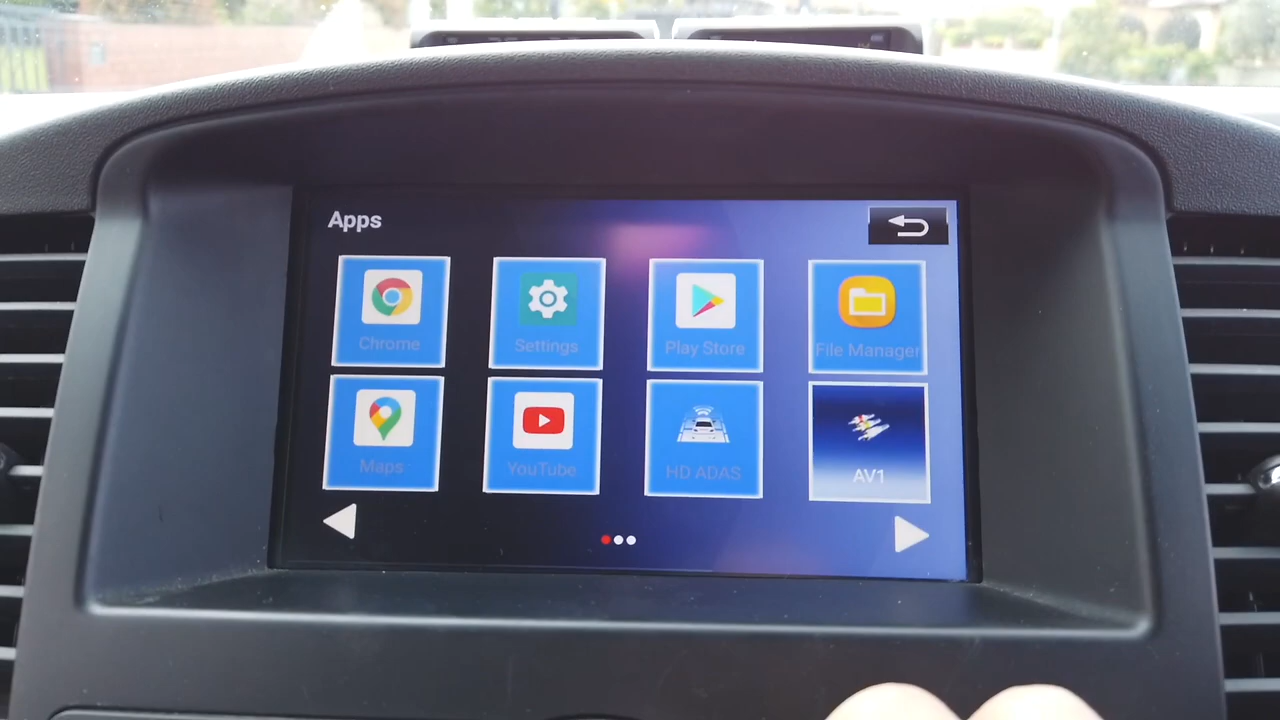 Apps
Chrome
Settings
Play Store
File Manager
Maps
YouTube
HD ADAS
AV1